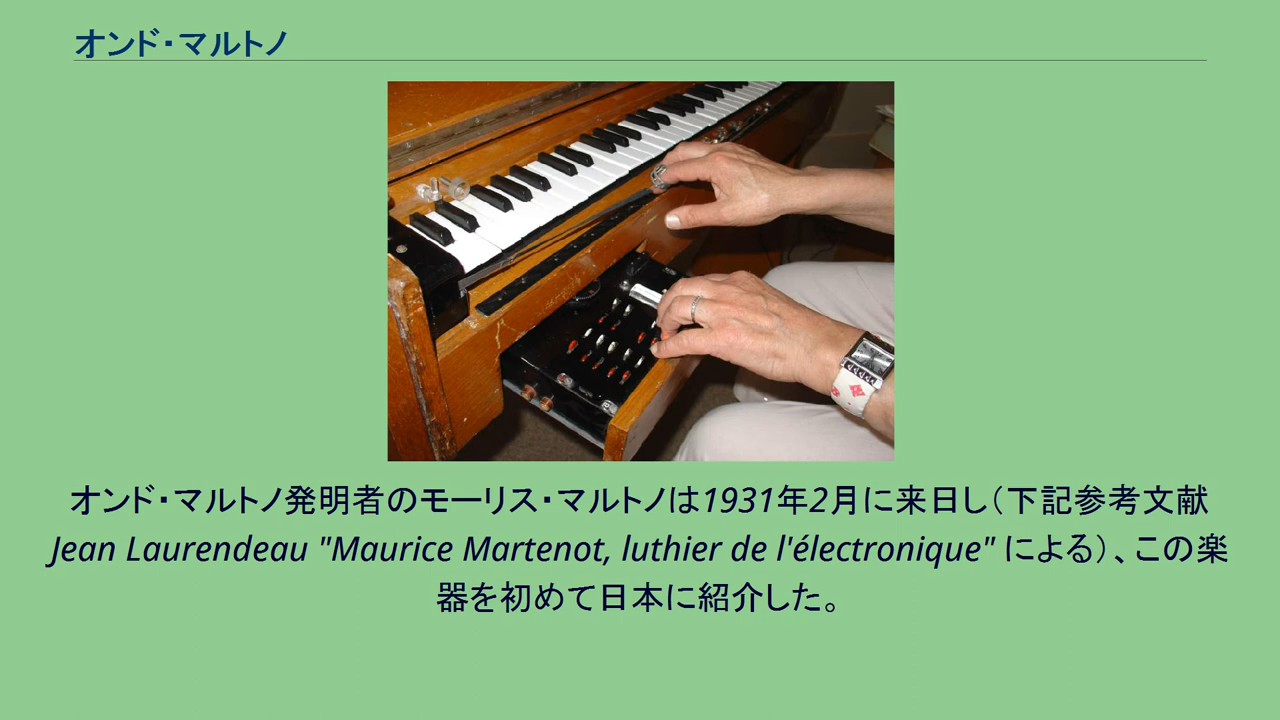 オンド・マルトノ
オンド・マルトノ発明者のモーリス・マルトノは1931年2月に来日し（下記参考文献
Jean Laurendeau "Maurice Martenot, luthier de l'électronique" による）、この楽
器を初めて日本に紹介した。